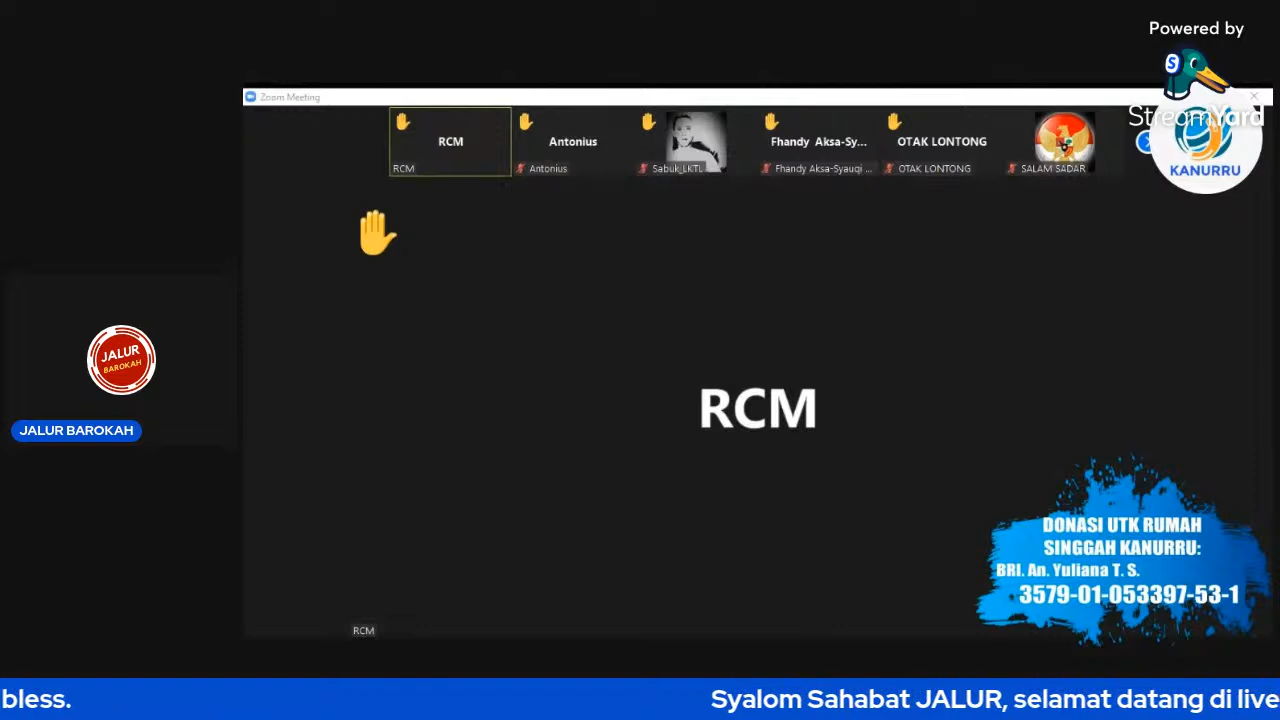 Powered by
S
StreamYard
KANURRU
Zoom Meeting
RCM
Antonius
Fhandy Aksa-Sy...
OTAK LONTONG
RCM
Antonius
Sabuk_LKTL
Fhandy Aksa-Syauqi ...
OTAK LONTONG
SALAM SADAR
JALUR
BAROKAH
JALUR BAROKAH
RCM
DONASI UTK RUMAH
SINGGAH KANURRU:
BRI. An. Yuliana T. S.
3579-01-053397-53-1
RCM
bless.
Syalom Sahabat JALUR, selamat datang di live